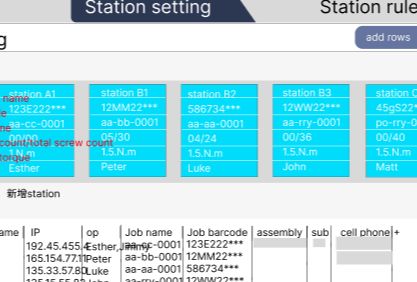 Station setting
Station rule
g
add rows
station A1 station B1 station B2 station B3 station C
name
123E222*** 12MM22*** 586734*** 12WW22*** 45gS22*
aa-cc-0001 aa-bb-0001 aa-aa-0001 aa-rry-0001 po-rry-0
me
00/00 05/30 04/24 00/36 00/40
count/total screw count
1.5.N.m 1.5.N.m 1.5.N.m 1.5.N.m
torque
Esther Peter Luke John Matt
新增station
ame IP op Job name Job barcode assembly sub cell phone +
192.45.455.4 Esther,Jimmy aa-cc-0001 123E222***
165.154.77.11 Peter aa-bb-0001 12MM22***
135.33.57.80 Luke aa-aa-0001 586734***
John aa-rry-0001 12WW22***